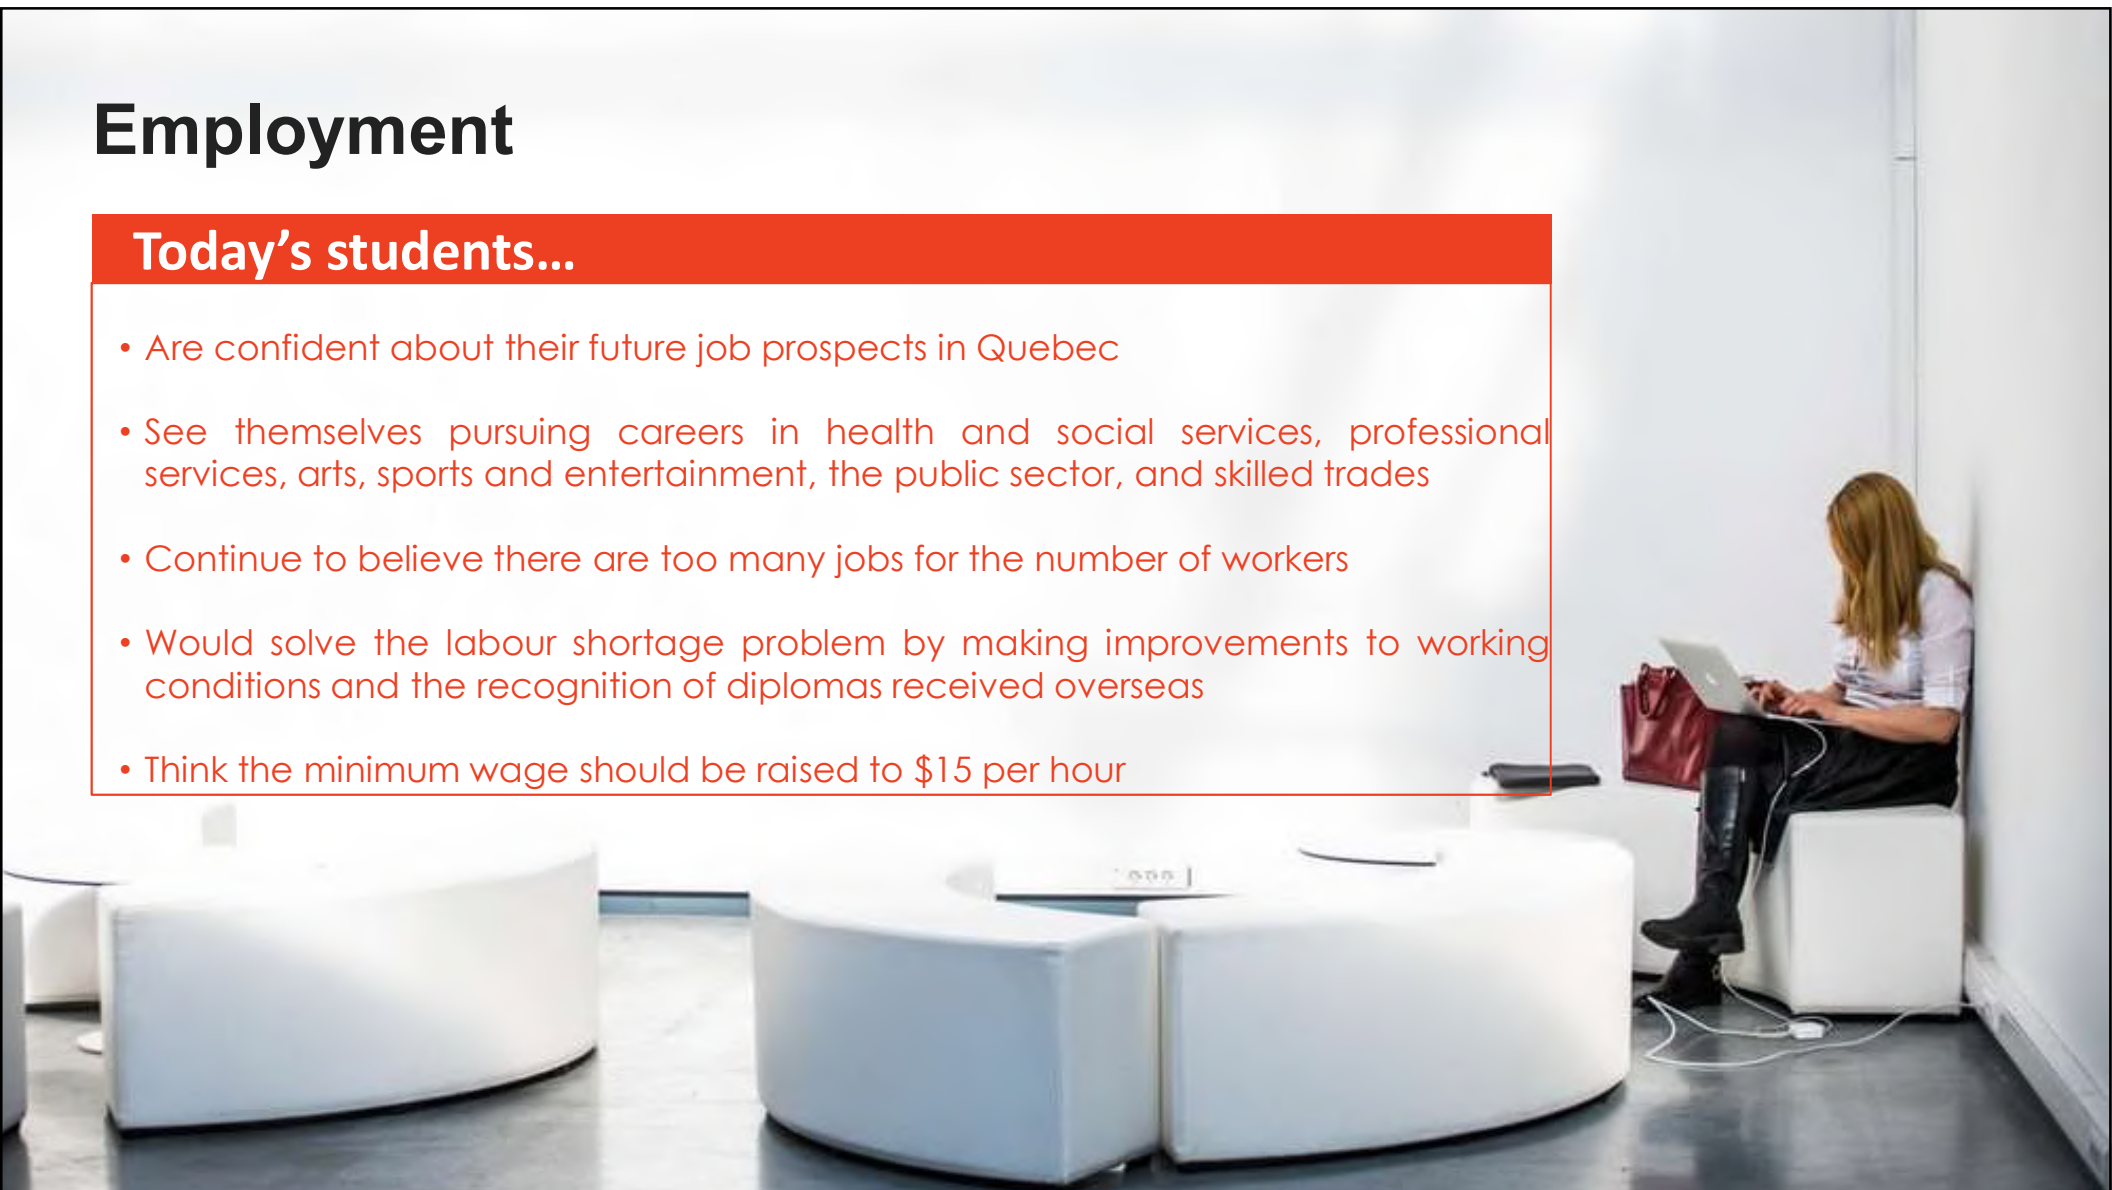 Employment
Today’s students…
• Are confident about their future job prospects in Quebec
• See themselves pursuing careers in health and social services, professional
services, arts, sports and entertainment, the public sector, and skilled trades
• Continue to believe there are too many jobs for the number of workers
• Would solve the labour shortage problem by making improvements to working
conditions and the recognition of diplomas received overseas
• Think the minimum wage should be raised to $15 per hour